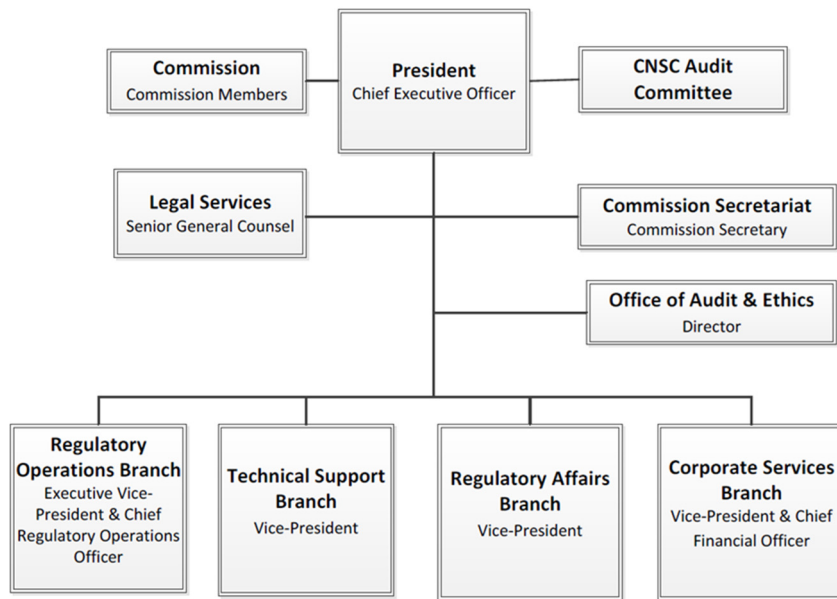 Commission
Commission Members
President
Chief Executive Officer
CNSC Audit
Committee
Legal Services
Senior General Counsel
Commission Secretariat
Commission Secretary
Office of Audit & Ethics
Director
Regulatory
Operations Branch
Executive Vice-
President & Chief
Regulatory Operations
Officer
Technical Support
Branch
Vice-President
Regulatory Affairs
Branch
Vice-President
Corporate Services
Branch
Vice-President & Chief
Financial Officer